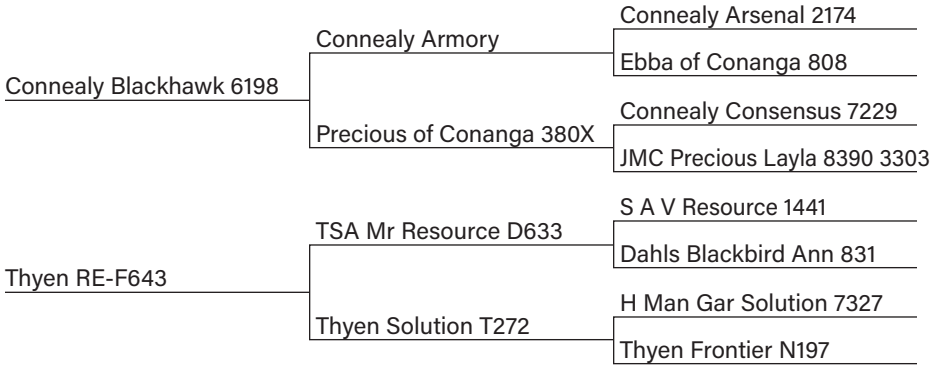 Connealy Arsenal 2174
Connealy Armory
Ebba of Conanga 808
Connealy Blackhawk 6198
Connealy Consensus 7229
Precious of Conanga 380X
JMC Precious Layla 8390 3303
S A V Resource 1441
TSA Mr Resource D633
Dahls Blackbird Ann 831
Thyen RE-F643
H Man Gar Solution 7327
Thyen Solution T272
Thyen Frontier N197